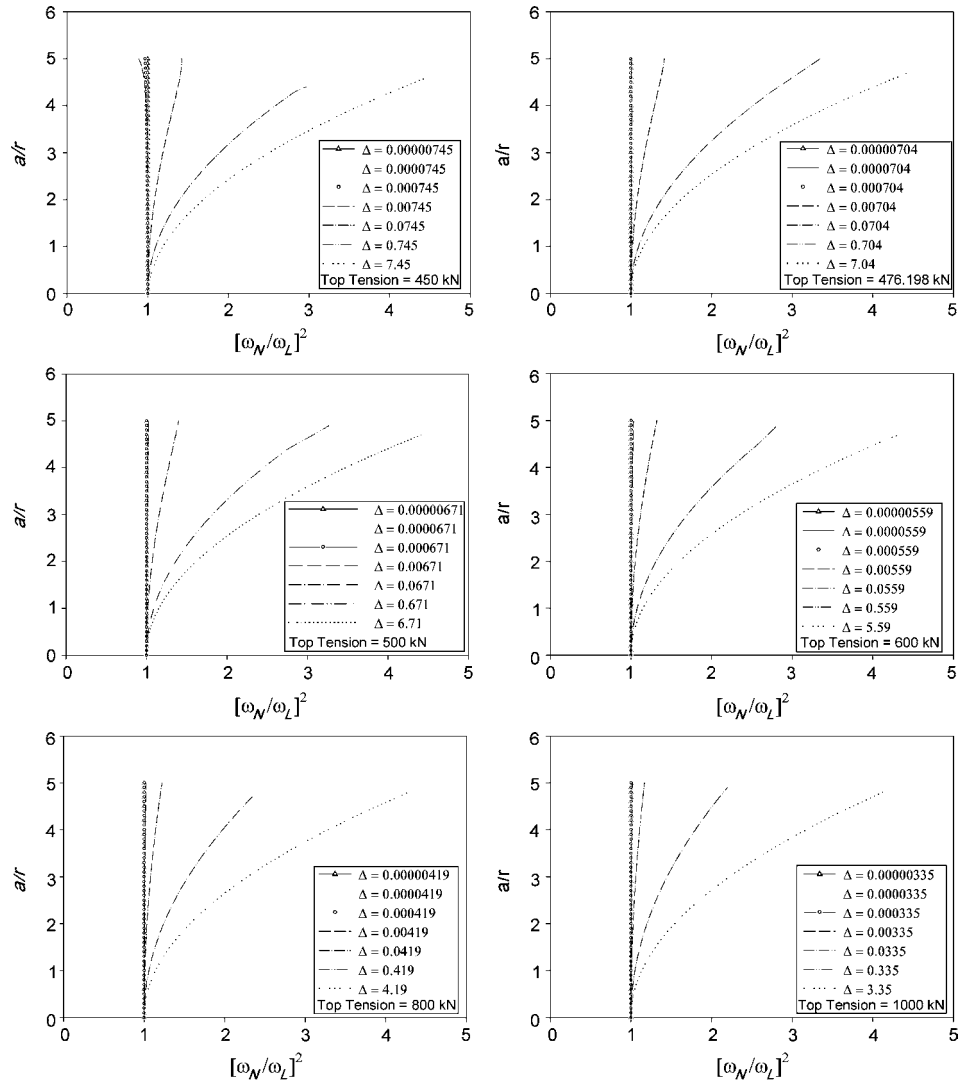 6
5
4
3
2
1
0
a/r
Δ = 0.00000745
Δ = 0.0000745
Δ = 0.000745
Δ = 0.00745
Δ = 0.0745
Δ = 0.745
Δ = 7.45
Top Tension = 450 kN
0 1 2 3 4 5
[ω_N/ω_L]²
6
5
4
3
2
1
0
a/r
Δ = 0.00000704
Δ = 0.0000704
Δ = 0.000704
Δ = 0.00704
Δ = 0.0704
Δ = 0.704
Δ = 7.04
Top Tension = 476.198 kN
0 1 2 3 4 5
[ω_N/ω_L]²
6
5
4
3
2
1
0
a/r
Δ = 0.00000671
Δ = 0.0000671
Δ = 0.000671
Δ = 0.00671
Δ = 0.0671
Δ = 0.671
Δ = 6.71
Top Tension = 500 kN
0 1 2 3 4 5
[ω_N/ω_L]²
6
5
4
3
2
1
0
a/r
Δ = 0.00000559
Δ = 0.0000559
Δ = 0.000559
Δ = 0.00559
Δ = 0.0559
Δ = 0.559
Δ = 5.59
Top Tension = 600 kN
0 1 2 3 4 5
[ω_N/ω_L]²
6
5
4
3
2
1
0
a/r
Δ = 0.00000419
Δ = 0.0000419
Δ = 0.000419
Δ = 0.00419
Δ = 0.0419
Δ = 0.419
Δ = 4.19
Top Tension = 800 kN
0 1 2 3 4 5
[ω_N/ω_L]²
6
5
4
3
2
1
0
a/r
Δ = 0.00000335
Δ = 0.0000335
Δ = 0.000335
Δ = 0.00335
Δ = 0.0335
Δ = 0.335
Δ = 3.35
Top Tension = 1000 kN
0 1 2 3 4 5
[ω_N/ω_L]²